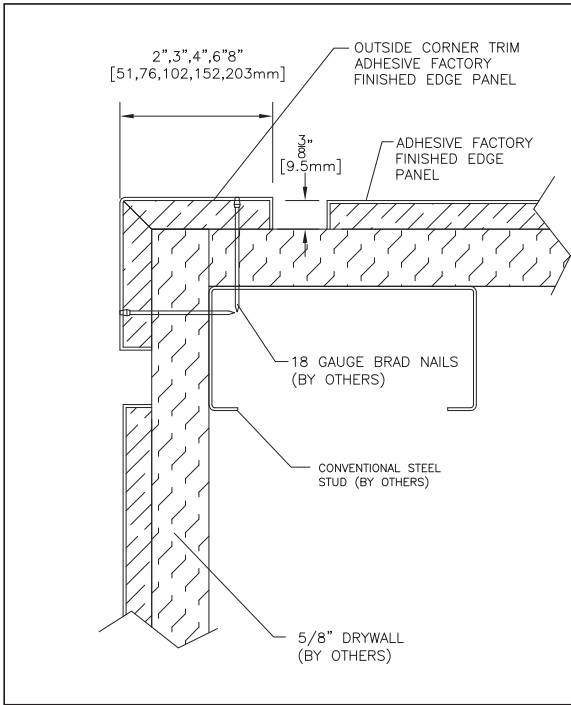 2",3",4",6"8"
[51,76,102,152,203mm]
OUTSIDE CORNER TRIM
ADHESIVE FACTORY
FINISHED EDGE PANEL
3/8"
[9.5mm]
ADHESIVE FACTORY
FINISHED EDGE
PANEL
18 GAUGE BRAD NAILS
(BY OTHERS)
CONVENTIONAL STEEL
STUD (BY OTHERS)
5/8" DRYWALL
(BY OTHERS)